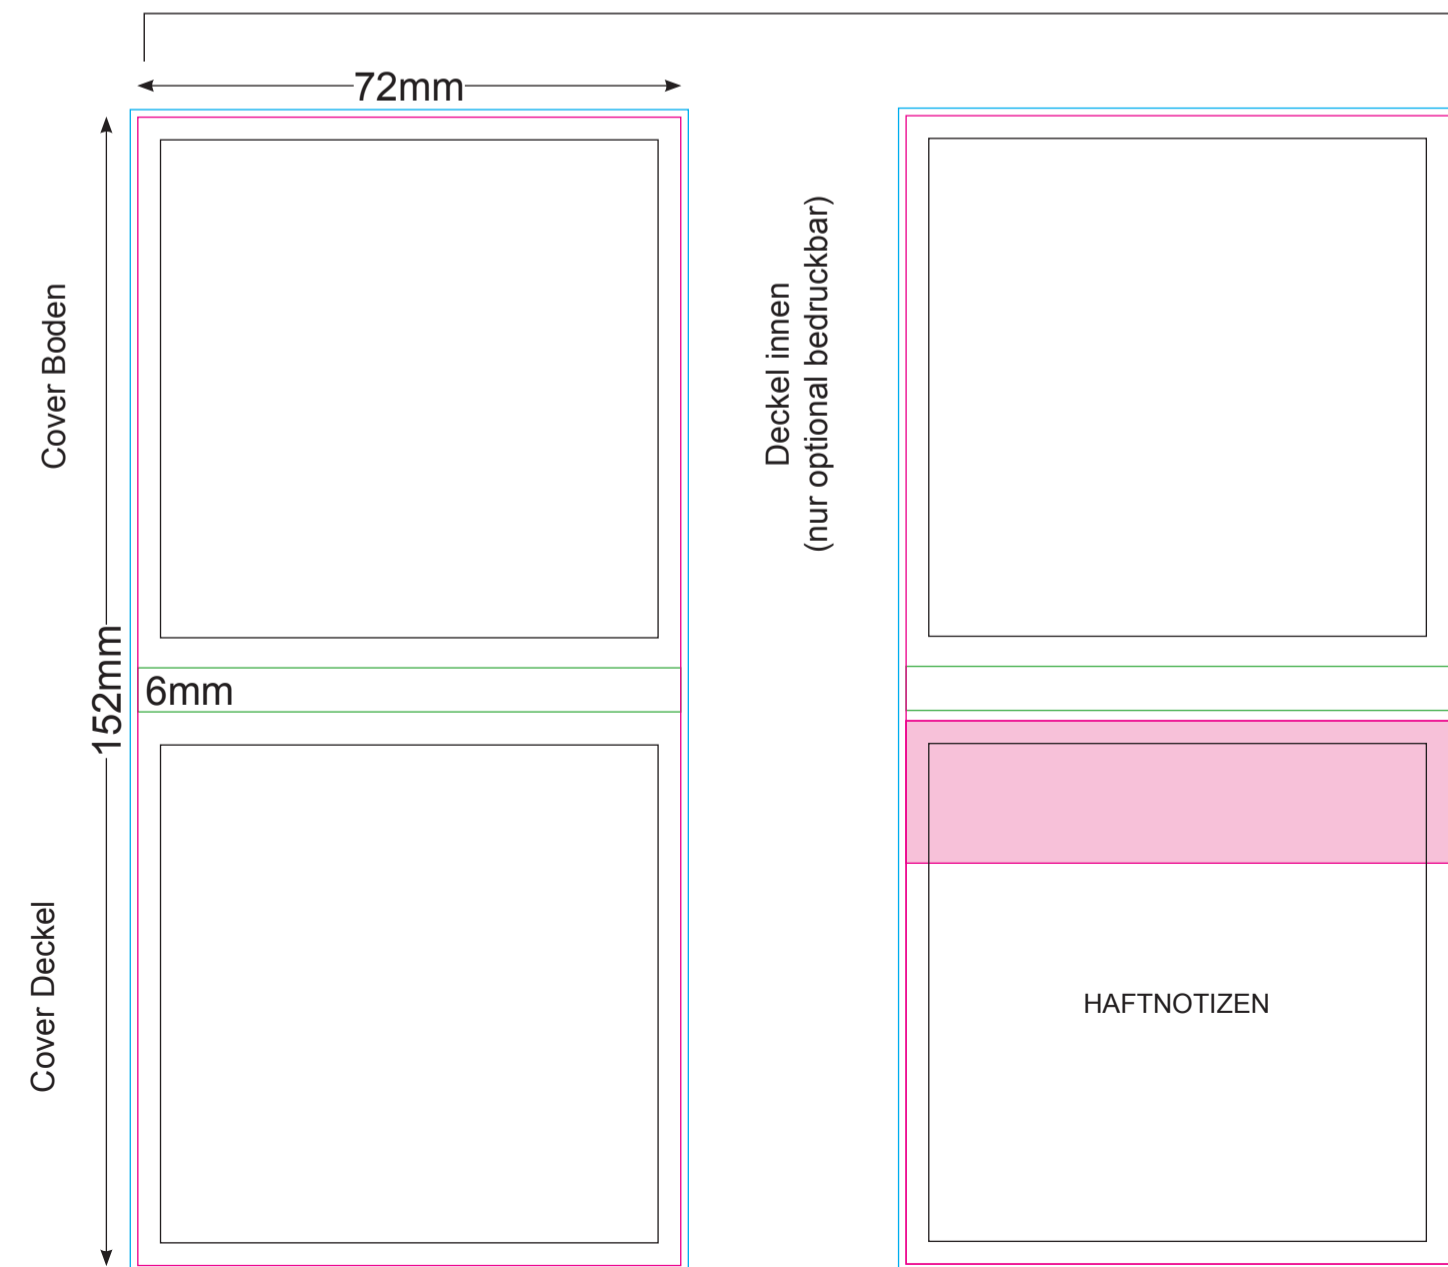 72mm
Cover Boden
152mm
6mm
Cover Deckel
Deckel innen
(nur optional bedruckbar)
HAFTNOTIZEN